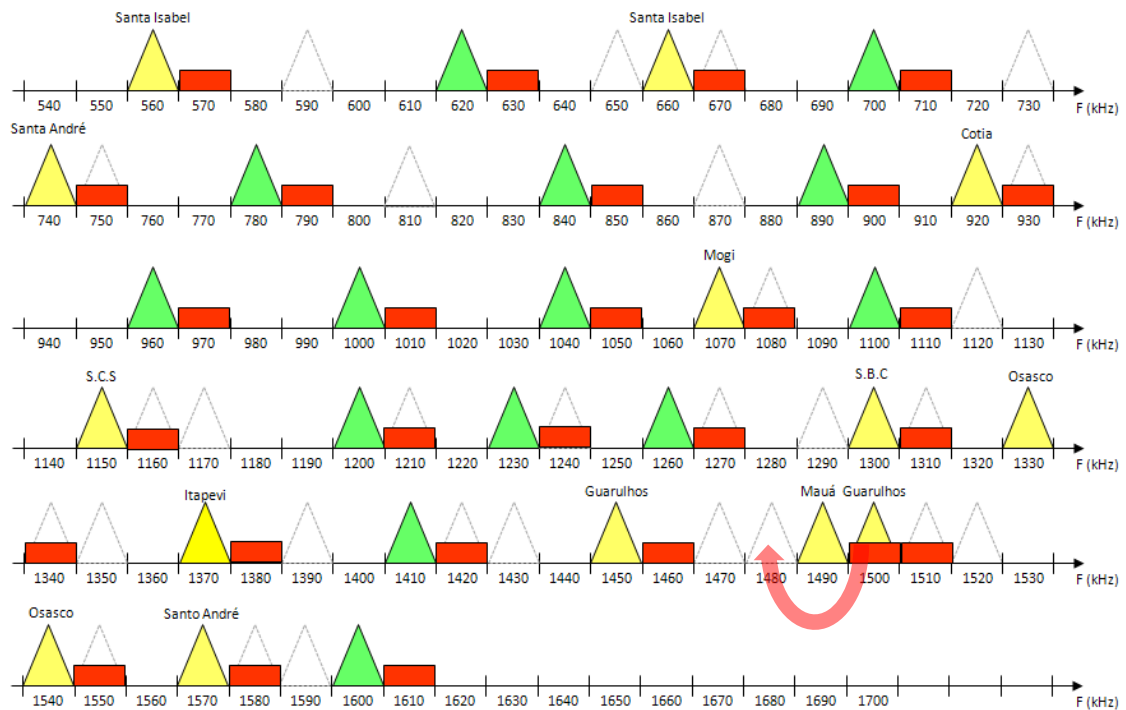 Santa Isabel Santa Isabel
540 550 560 570 580 590 600 610 620 630 640 650 660 670 680 690 700 710 720 730 F (kHz)
Santa André Cotia
740 750 760 770 780 790 800 810 820 830 840 850 860 870 880 890 900 910 920 930 F (kHz)
Mogi
940 950 960 970 980 990 1000 1010 1020 1030 1040 1050 1060 1070 1080 1090 1100 1110 1120 1130 F (kHz)
S.C.S S.B.C Osasco
1140 1150 1160 1170 1180 1190 1200 1210 1220 1230 1240 1250 1260 1270 1280 1290 1300 1310 1320 1330 F (kHz)
Itapevi Guarulhos Mauá Guarulhos
1340 1350 1360 1370 1380 1390 1400 1410 1420 1430 1440 1450 1460 1470 1480 1490 1500 1510 1520 1530 F (kHz)
Osasco Santo André
1540 1550 1560 1570 1580 1590 1600 1610 1620 1630 1640 1650 1660 1670 1680 1690 1700 F (kHz)